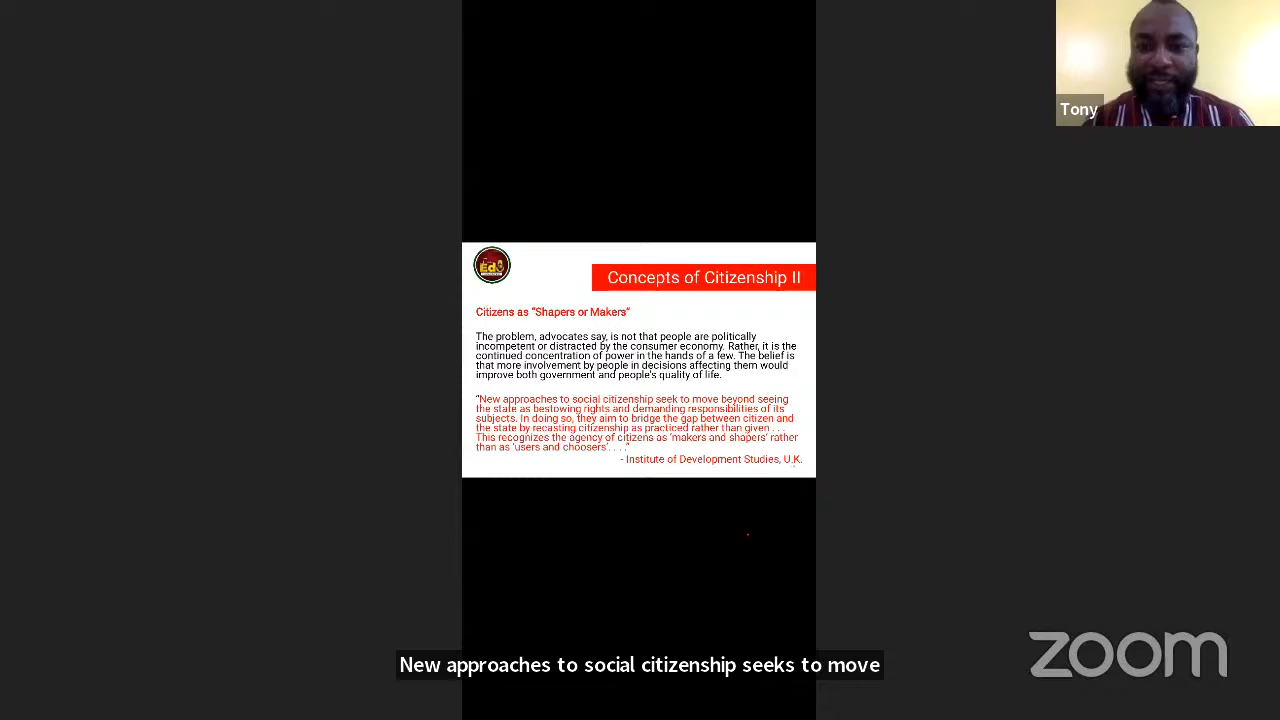 Tony
Edo
Concepts of Citizenship II
Citizens as “Shapers or Makers”
The problem, advocates say, is not that people are politically
incompetent or distracted by the consumer economy. Rather, it is the
continued concentration of power in the hands of a few. The belief is
that more involvement by people in decisions affecting them would
improve both government and people's quality of life.
“New approaches to social citizenship seek to move beyond seeing
the state as bestowing rights and demanding responsibilities of its
subjects. In doing so, they aim to bridge the gap between citizen and
the state by recasting citizenship as practiced rather than given . . .
This recognizes the agency of citizens as ‘makers and shapers’ rather
than as ‘users and choosers’. . . .”
- Institute of Development Studies, U.K.
New approaches to social citizenship seeks to move
zoom